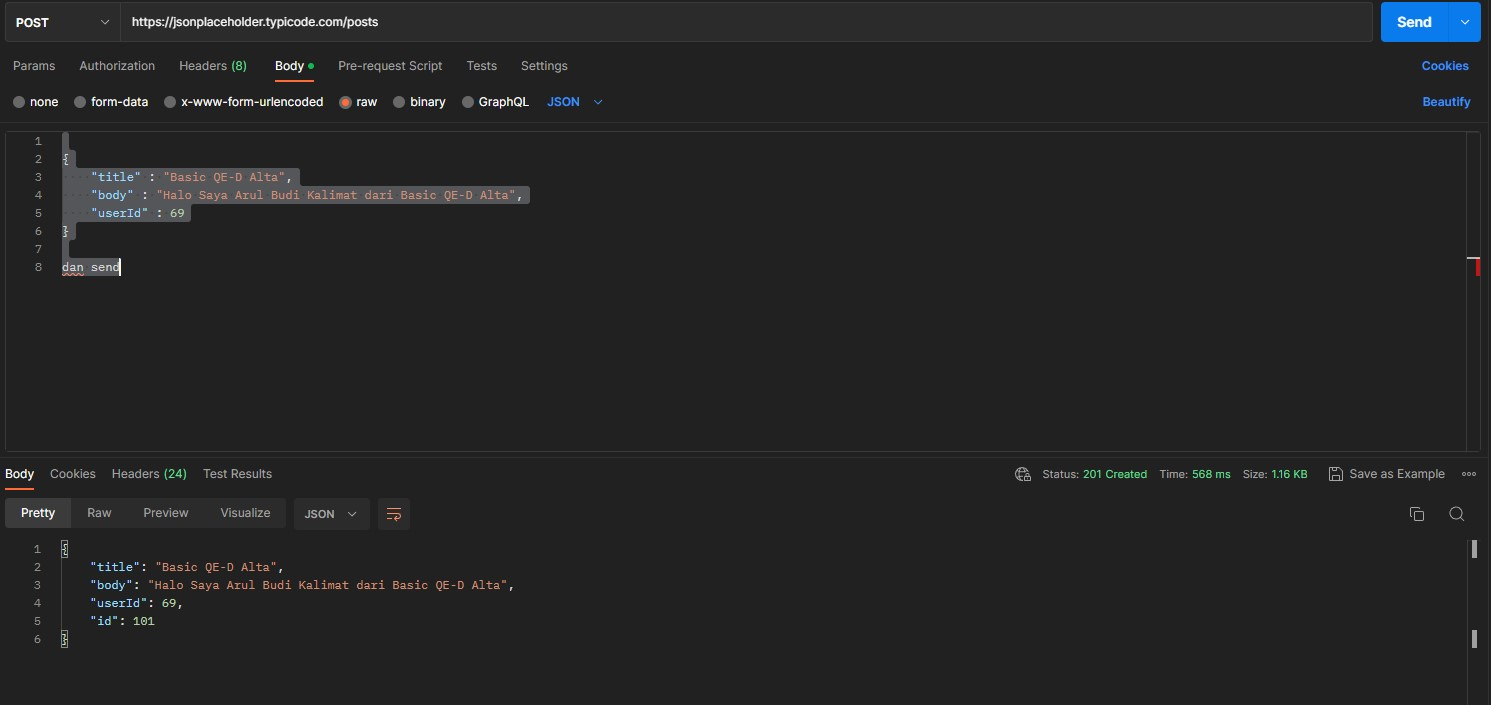 POST https://jsonplaceholder.typicode.com/posts Send
Params Authorization Headers (8) Body Pre-request Script Tests Settings Cookies
none form-data x-www-form-urlencoded raw binary GraphQL JSON Beautify
1
2 {
3 "title" : "Basic QE-D Alta",
4 "body" : "Halo Saya Arul Budi Kalimat dari Basic QE-D Alta",
5 "userId" : 69
6 }
7
8 dan send
Body Cookies Headers (24) Test Results Status: 201 Created Time: 568 ms Size: 1.16 KB Save as Example
Pretty Raw Preview Visualize JSON
1 {
2 "title": "Basic QE-D Alta",
3 "body": "Halo Saya Arul Budi Kalimat dari Basic QE-D Alta",
4 "userId": 69,
5 "id": 101
6 }